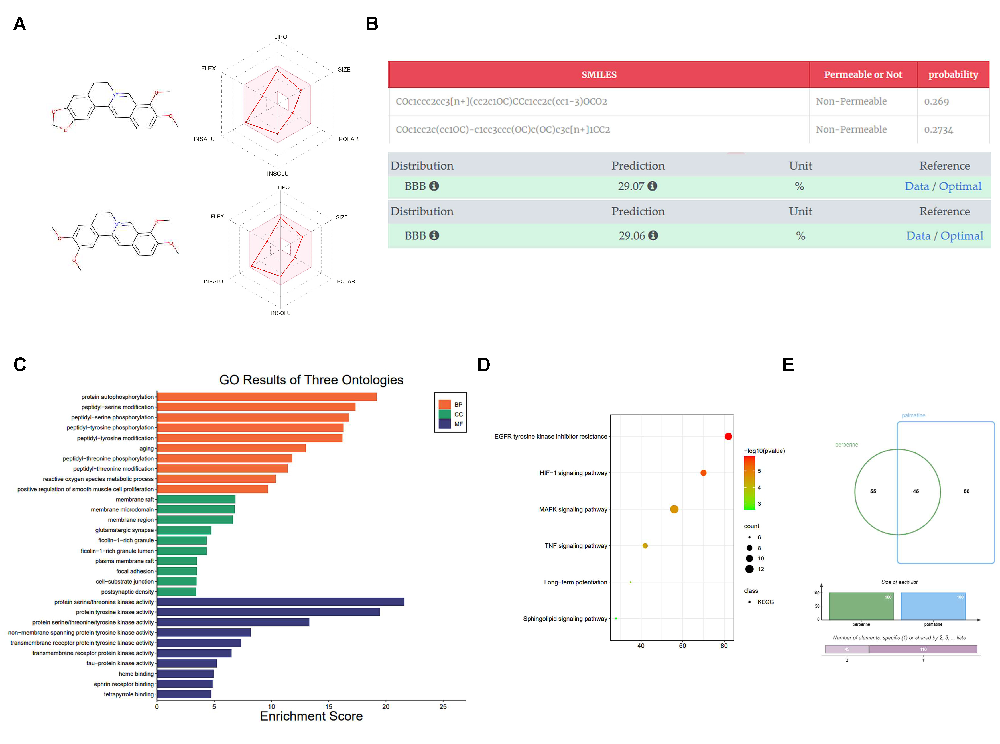 A
B
LIPO
FLEX
SIZE
INSATU
POLAR
INSOLU
LIPO
FLEX
SIZE
INSATU
POLAR
INSOLU
O
O
N+
O
O
O
O
N+
O
O
SMILES Permeable or Not probability
COc1ccc2cc3[n+](cc2c1OC)CCc1cc2c(cc1-3)OCO2 Non-Permeable 0.269
COc1cc2c(cc1OC)-c1cc3ccc(OC)c(OC)c3c[n+]1CC2 Non-Permeable 0.2734
Distribution Prediction Unit Reference
BBB 29.07 % Data / Optimal
Distribution Prediction Unit Reference
BBB 29.06 % Data / Optimal
C
GO Results of Three Ontologies
protein autophosphorylation
peptidyl−serine modification
peptidyl−serine phosphorylation
peptidyl−tyrosine phosphorylation
peptidyl−tyrosine modification
aging
peptidyl−threonine phosphorylation
peptidyl−threonine modification
reactive oxygen species metabolic process
positive regulation of smooth muscle cell proliferation
membrane raft
membrane microdomain
membrane region
glutamatergic synapse
ficolin−1−rich granule
ficolin−1−rich granule lumen
plasma membrane raft
focal adhesion
cell−substrate junction
postsynaptic density
protein serine/threonine kinase activity
protein tyrosine kinase activity
protein serine/threonine/tyrosine kinase activity
non−membrane spanning protein tyrosine kinase activity
transmembrane receptor protein tyrosine kinase activity
transmembrane receptor protein kinase activity
tau−protein kinase activity
heme binding
ephrin receptor binding
tetrapyrrole binding
0 5 10 15 20 25
Enrichment Score
BP
CC
MF
D
EGFR tyrosine kinase inhibitor resistance
HIF−1 signaling pathway
MAPK signaling pathway
TNF signaling pathway
Long−term potentiation
Sphingolipid signaling pathway
40 60 80
−log10(pvalue)
5
4
3
count
6
8
10
12
class
KEGG
E
palmatine
berberine
55 45 55
Size of each list
100
50
0
100 100
berberine palmatine
Number of elements: specific (1) or shared by 2, 3, ... lists
45 110
2 1